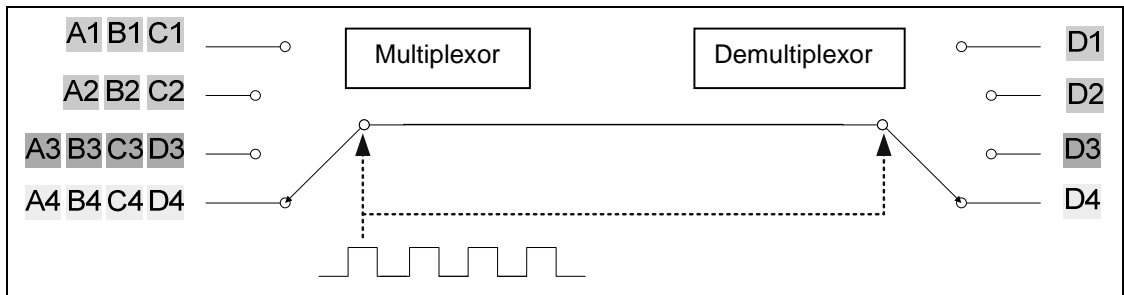 A1 B1 C1 Multiplexor Demultiplexor D1
A2 B2 C2 D2
A3 B3 C3 D3 D3
A4 B4 C4 D4 D4